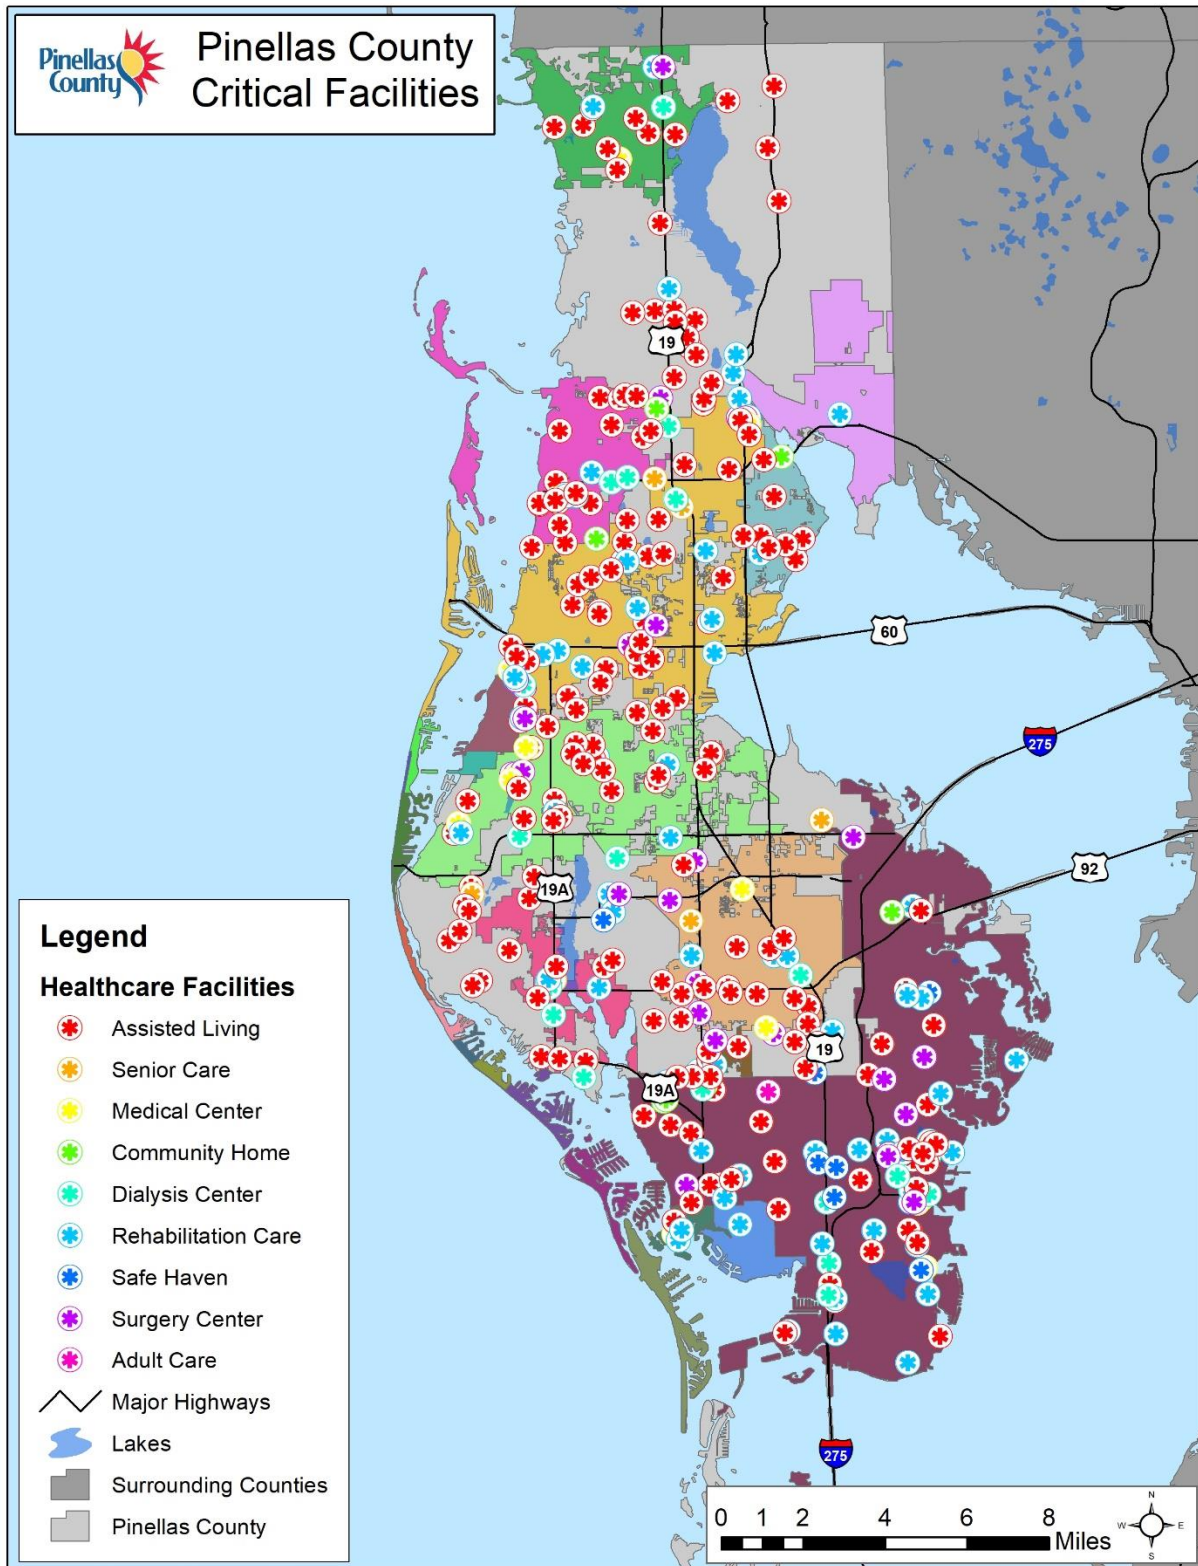 Pinellas
County
Pinellas County
Critical Facilities
19
60
275
92
19A
19
19A
275
Legend
Healthcare Facilities
Assisted Living
Senior Care
Medical Center
Community Home
Dialysis Center
Rehabilitation Care
Safe Haven
Surgery Center
Adult Care
Major Highways
Lakes
Surrounding Counties
Pinellas County
0 1 2 4 6 8
Miles
N
W E
S